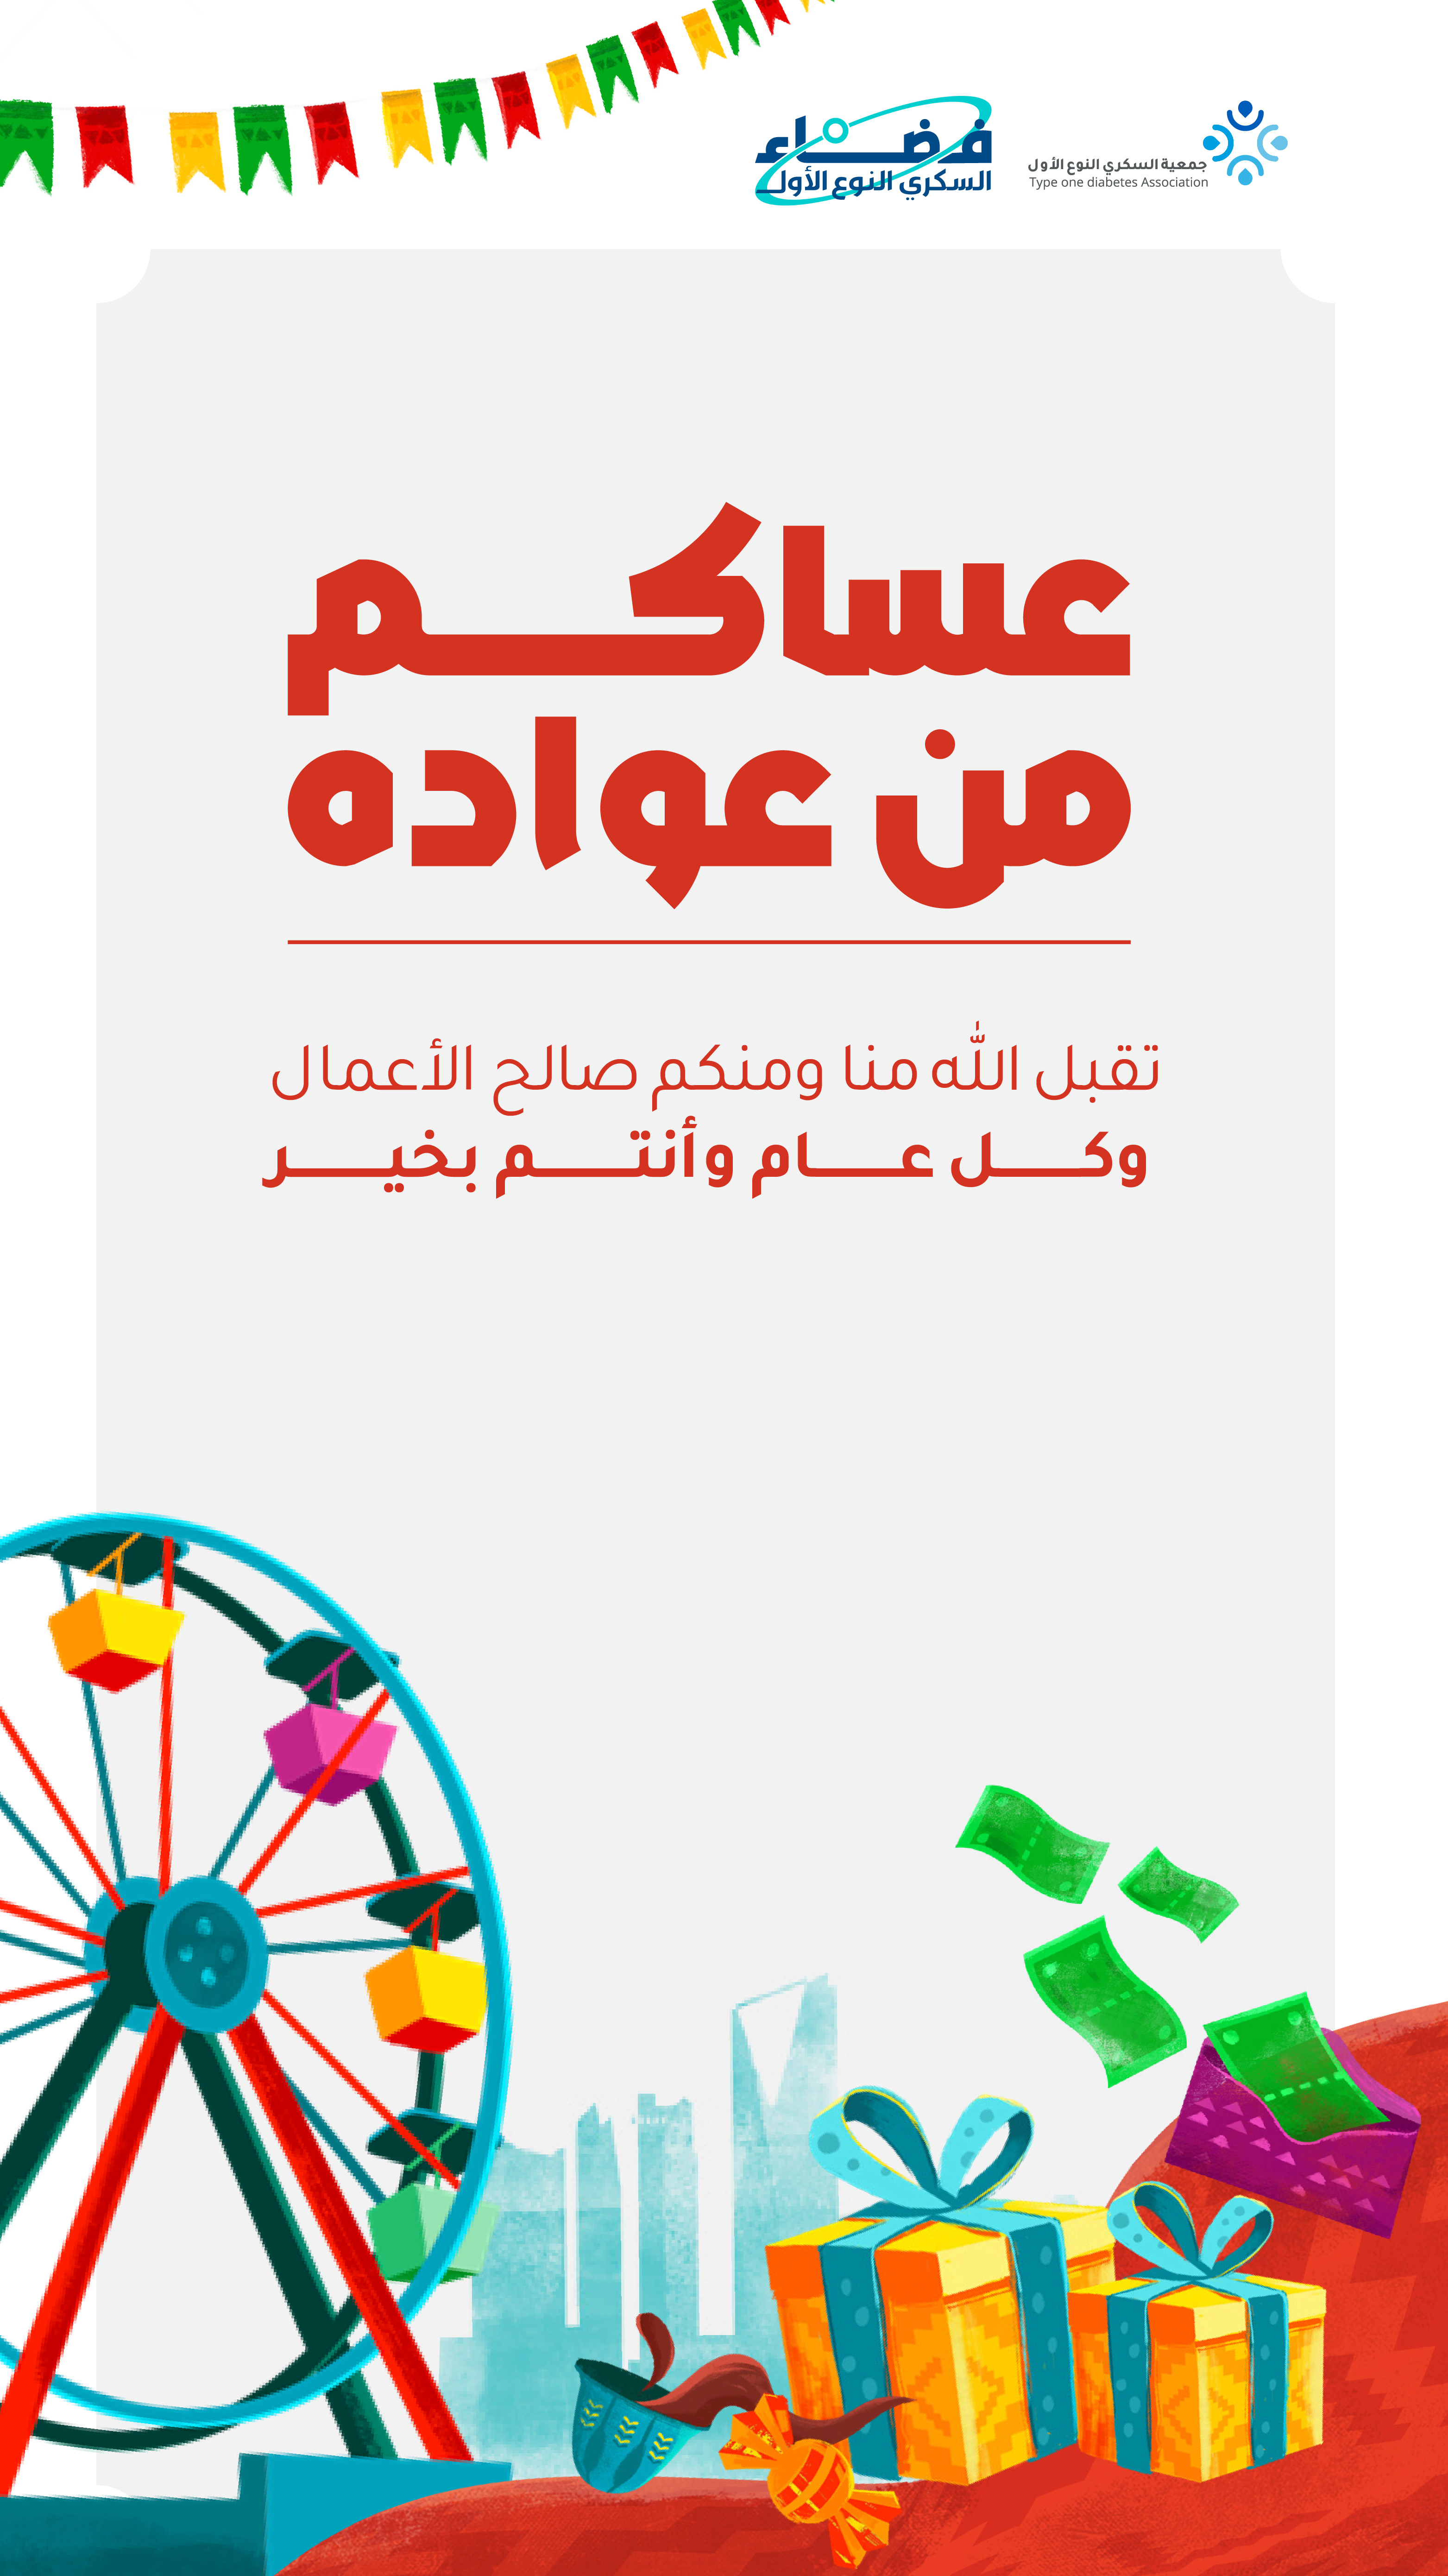 فضاء
السكري النوع الأول
جمعية السكري النوع الأول
Type one diabetes Association
عساكم
من عواده
تقبل الله منا ومنكم صالح الأعمال
وكل عام وأنتم بخير